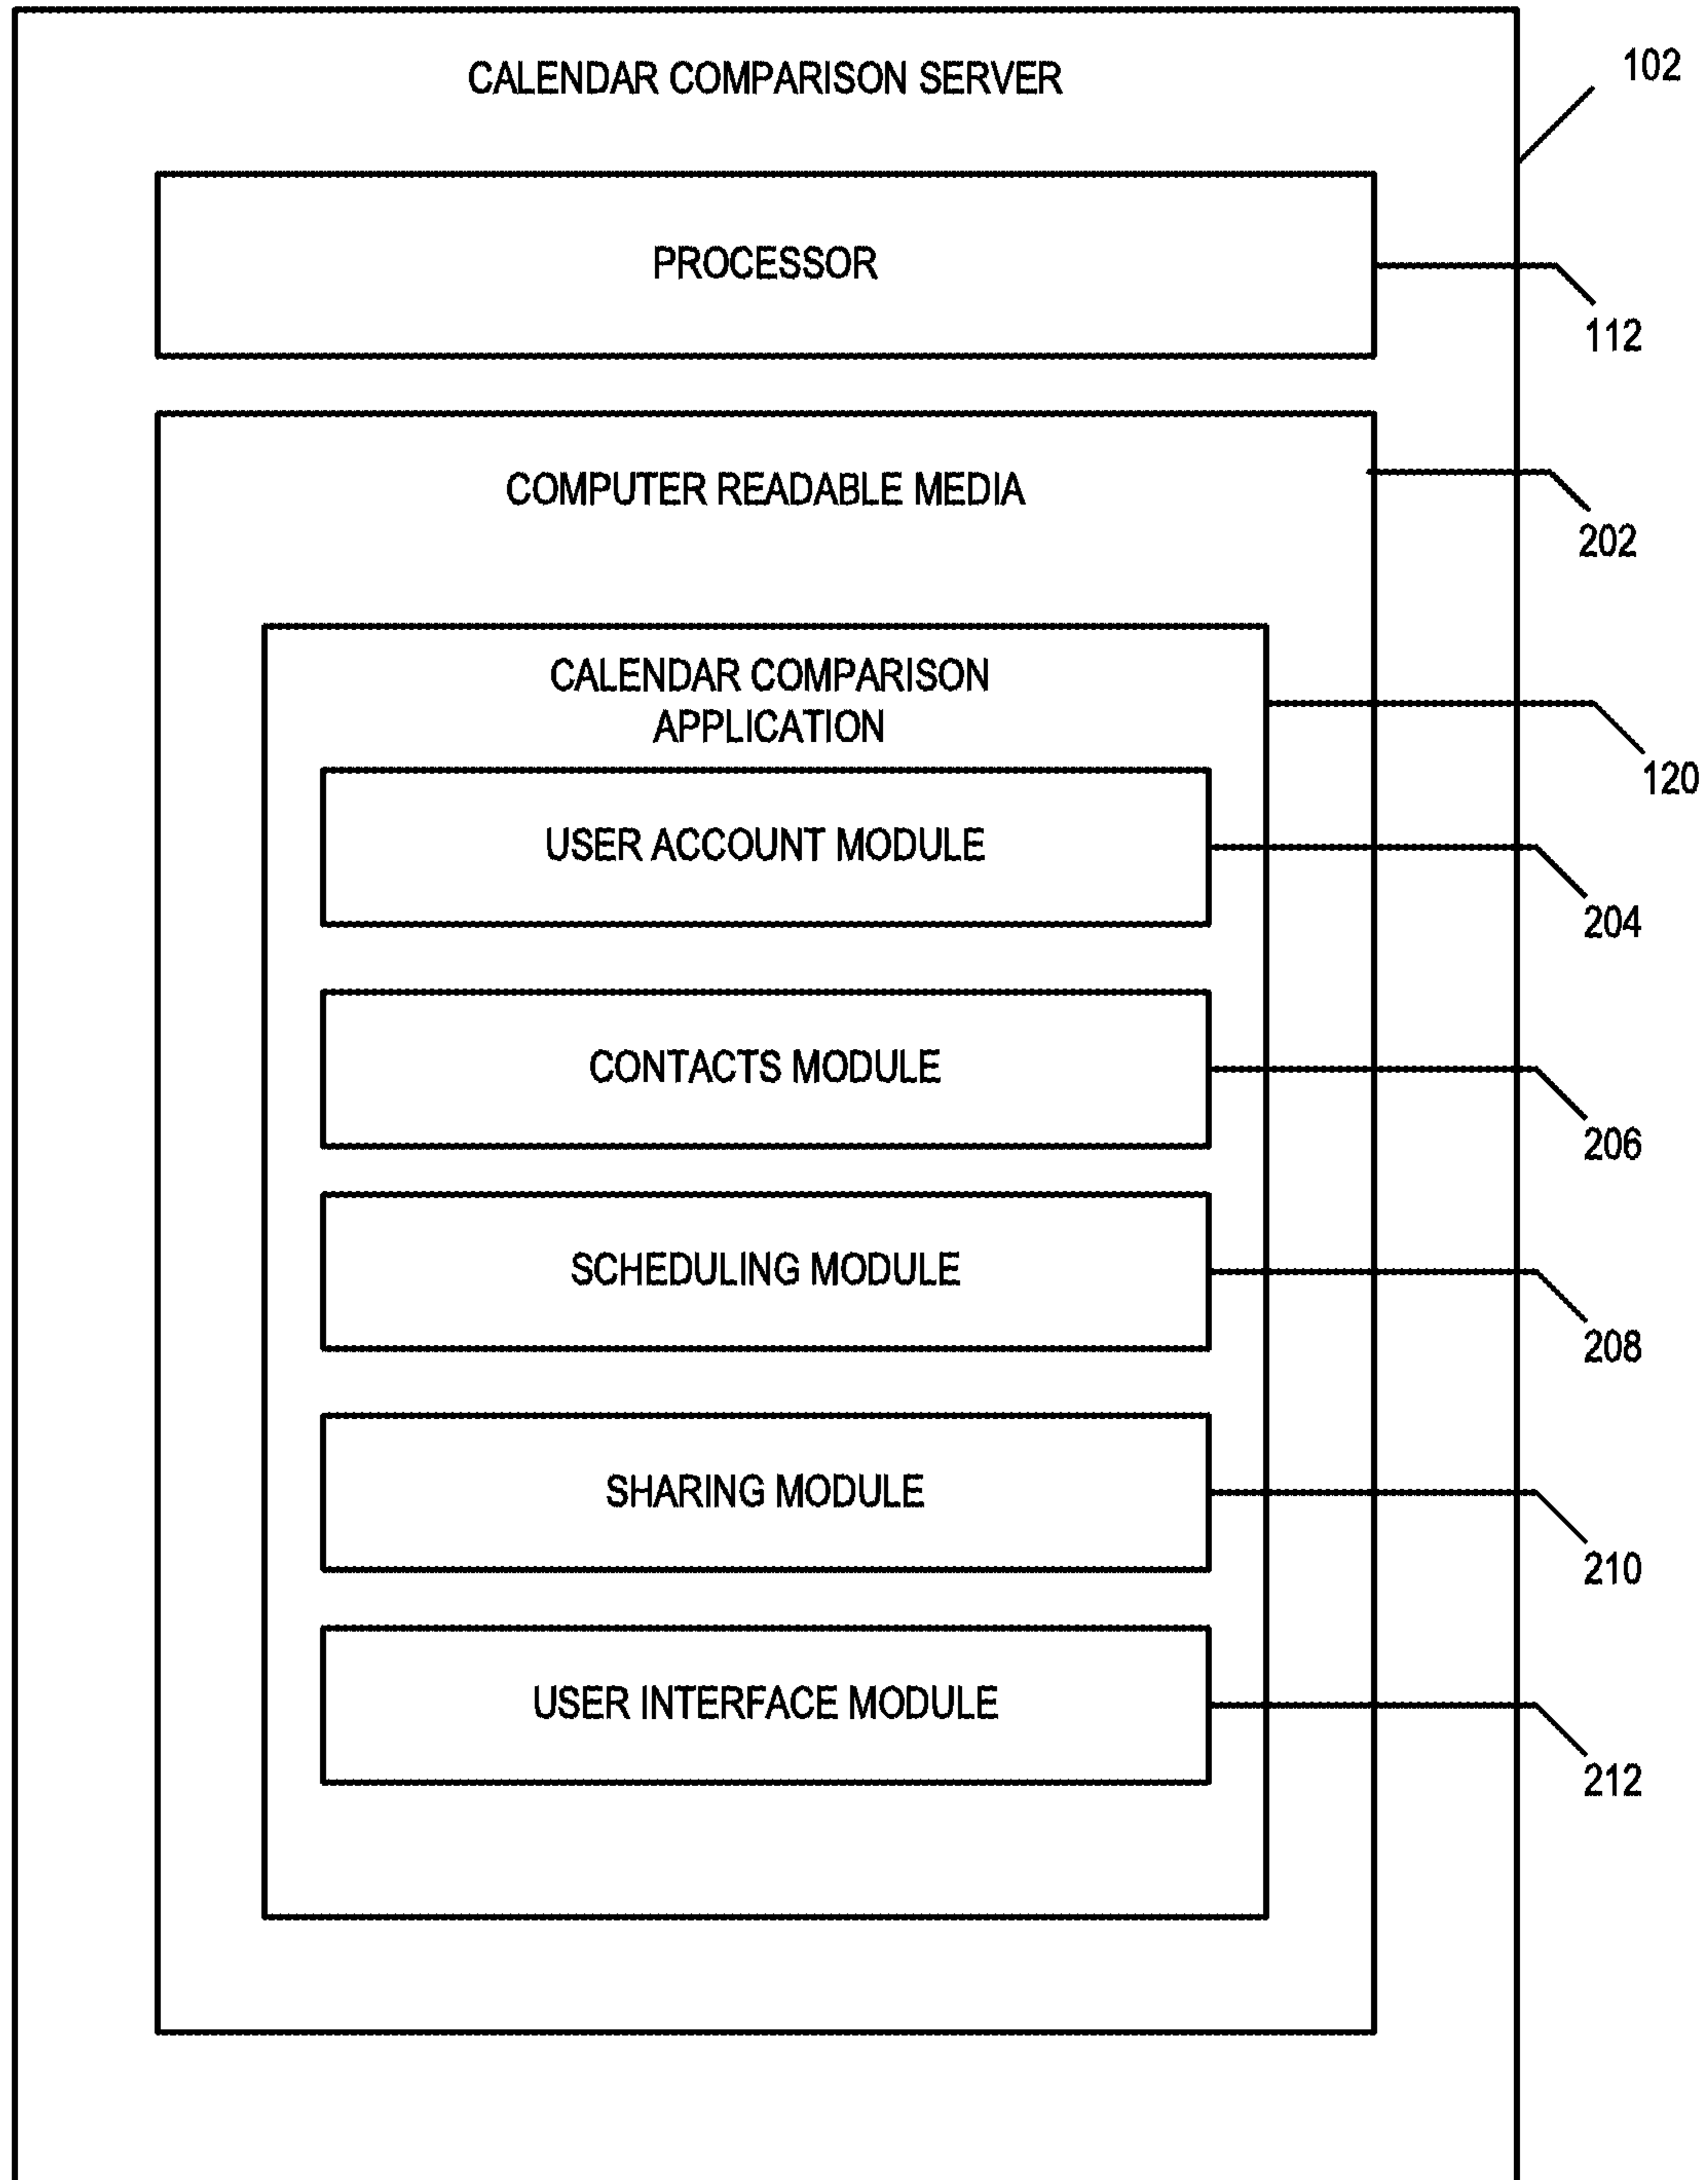 CALENDAR COMPARISON SERVER
102
PROCESSOR
112
COMPUTER READABLE MEDIA
202
CALENDAR COMPARISON
APPLICATION
120
USER ACCOUNT MODULE
204
CONTACTS MODULE
206
SCHEDULING MODULE
208
SHARING MODULE
210
USER INTERFACE MODULE
212